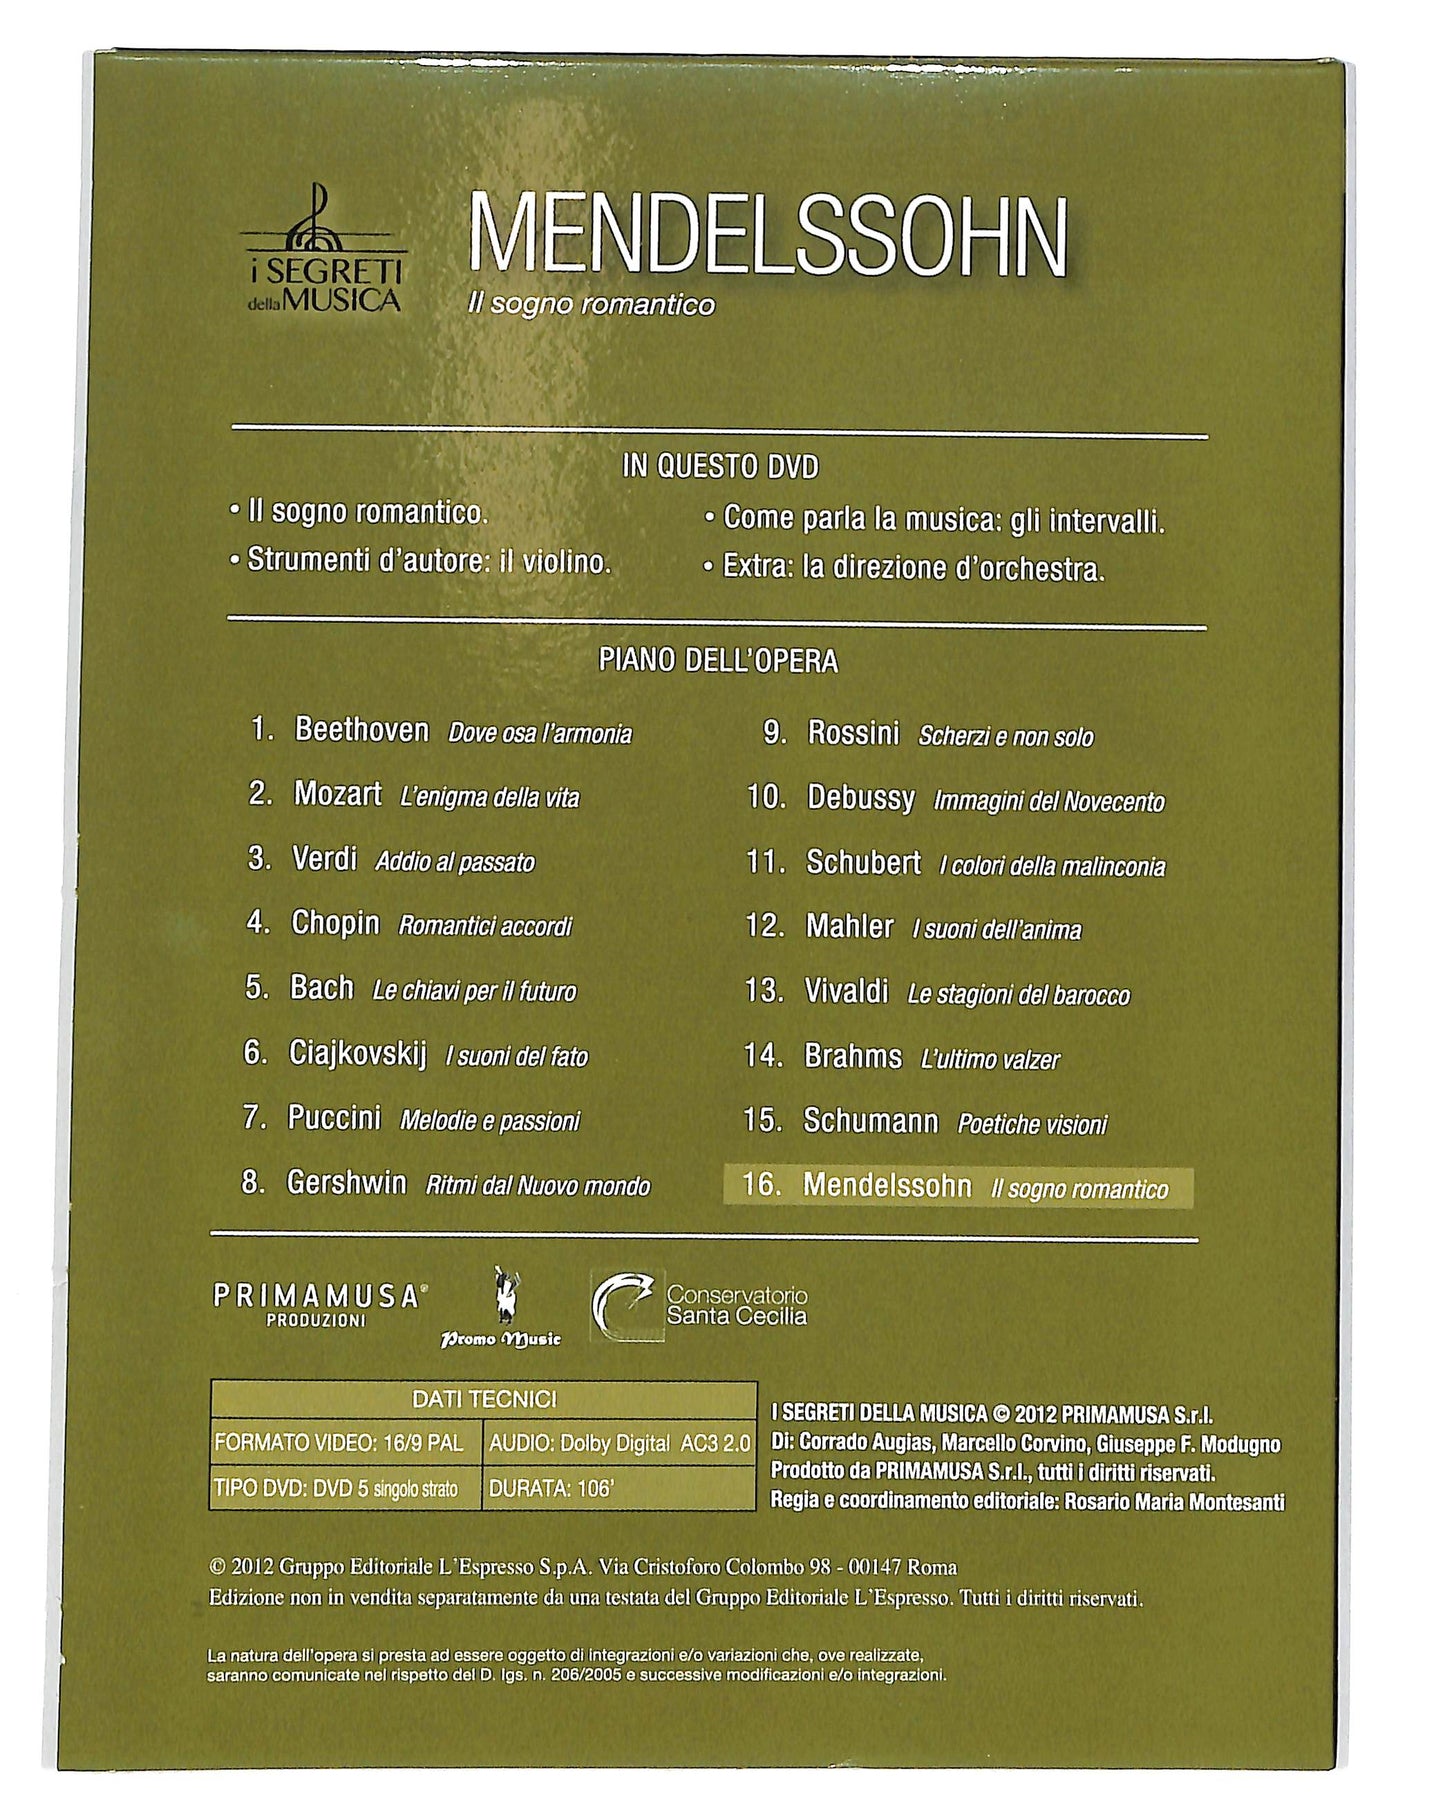 i SEGRETI
della MUSICA
MENDELSSOHN
Il sogno romantico
IN QUESTO DVD
• Il sogno romantico.
• Strumenti d'autore: il violino.
• Come parla la musica: gli intervalli.
• Extra: la direzione d'orchestra.
PIANO DELL'OPERA
1. Beethoven Dove osa l'armonia
2. Mozart L'enigma della vita
3. Verdi Addio al passato
4. Chopin Romantici accordi
5. Bach Le chiavi per il futuro
6. Ciajkovskij I suoni del fato
7. Puccini Melodie e passioni
8. Gershwin Ritmi dal Nuovo mondo
9. Rossini Scherzi e non solo
10. Debussy Immagini del Novecento
11. Schubert I colori della malinconia
12. Mahler I suoni dell'anima
13. Vivaldi Le stagioni del barocco
14. Brahms L'ultimo valzer
15. Schumann Poetiche visioni
16. Mendelssohn Il sogno romantico
PRIMAMUSA®
PRODUZIONI
Promo Music
Conservatorio
Santa Cecilia
DATI TECNICI
FORMATO VIDEO: 16/9 PAL AUDIO: Dolby Digital AC3 2.0
TIPO DVD: DVD 5 singolo strato DURATA: 106'
I SEGRETI DELLA MUSICA © 2012 PRIMAMUSA S.r.l.
Di: Corrado Augias, Marcello Corvino, Giuseppe F. Modugno
Prodotto da PRIMAMUSA S.r.l., tutti i diritti riservati.
Regia e coordinamento editoriale: Rosario Maria Montesanti
© 2012 Gruppo Editoriale L'Espresso S.p.A. Via Cristoforo Colombo 98 - 00147 Roma
Edizione non in vendita separatamente da una testata del Gruppo Editoriale L'Espresso. Tutti i diritti riservati.
La natura dell'opera si presta ad essere oggetto di integrazioni e/o variazioni che, ove realizzate,
saranno comunicate nel rispetto del D. lgs. n. 206/2005 e successive modificazioni e/o integrazioni.